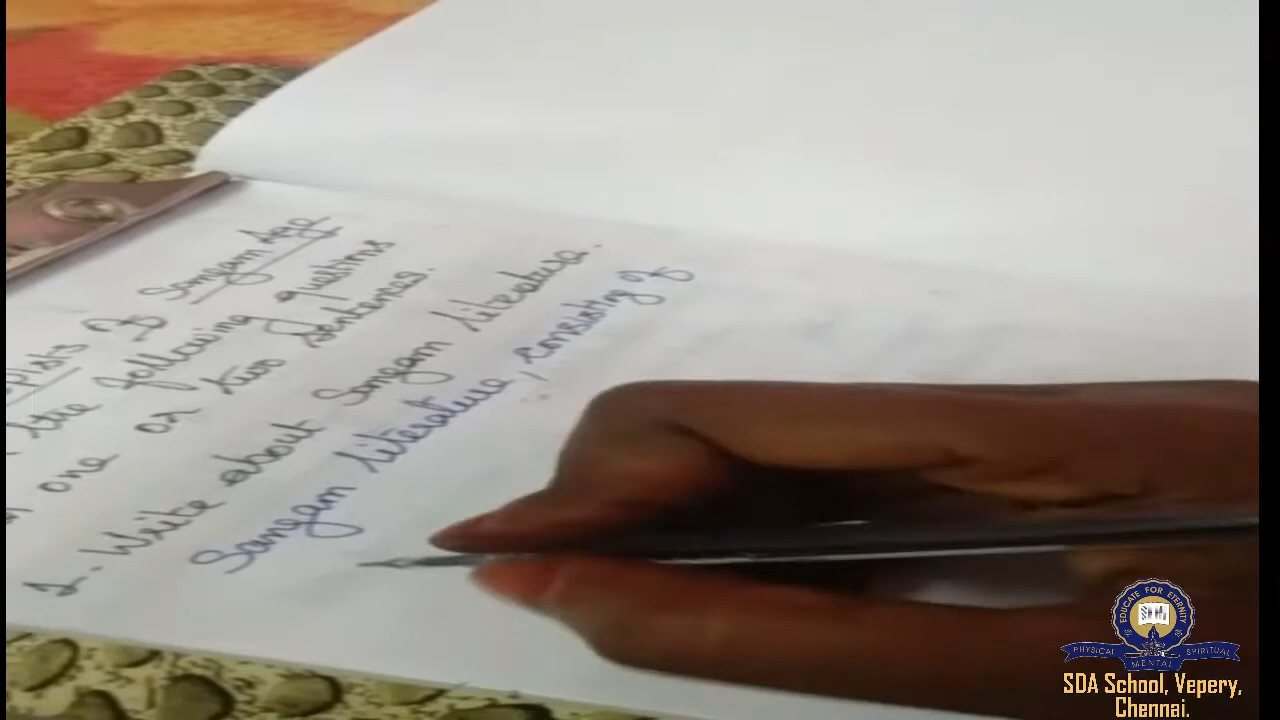 Sangam Age
the following questions
one or two Sentences.
1. Write about Sangam literature.
Sangam literature, consisting of
EDUCATE FOR ETERNITY
SDA
PHYSICAL MENTAL SPIRITUAL
SDA School, Vepery,
Chennai.